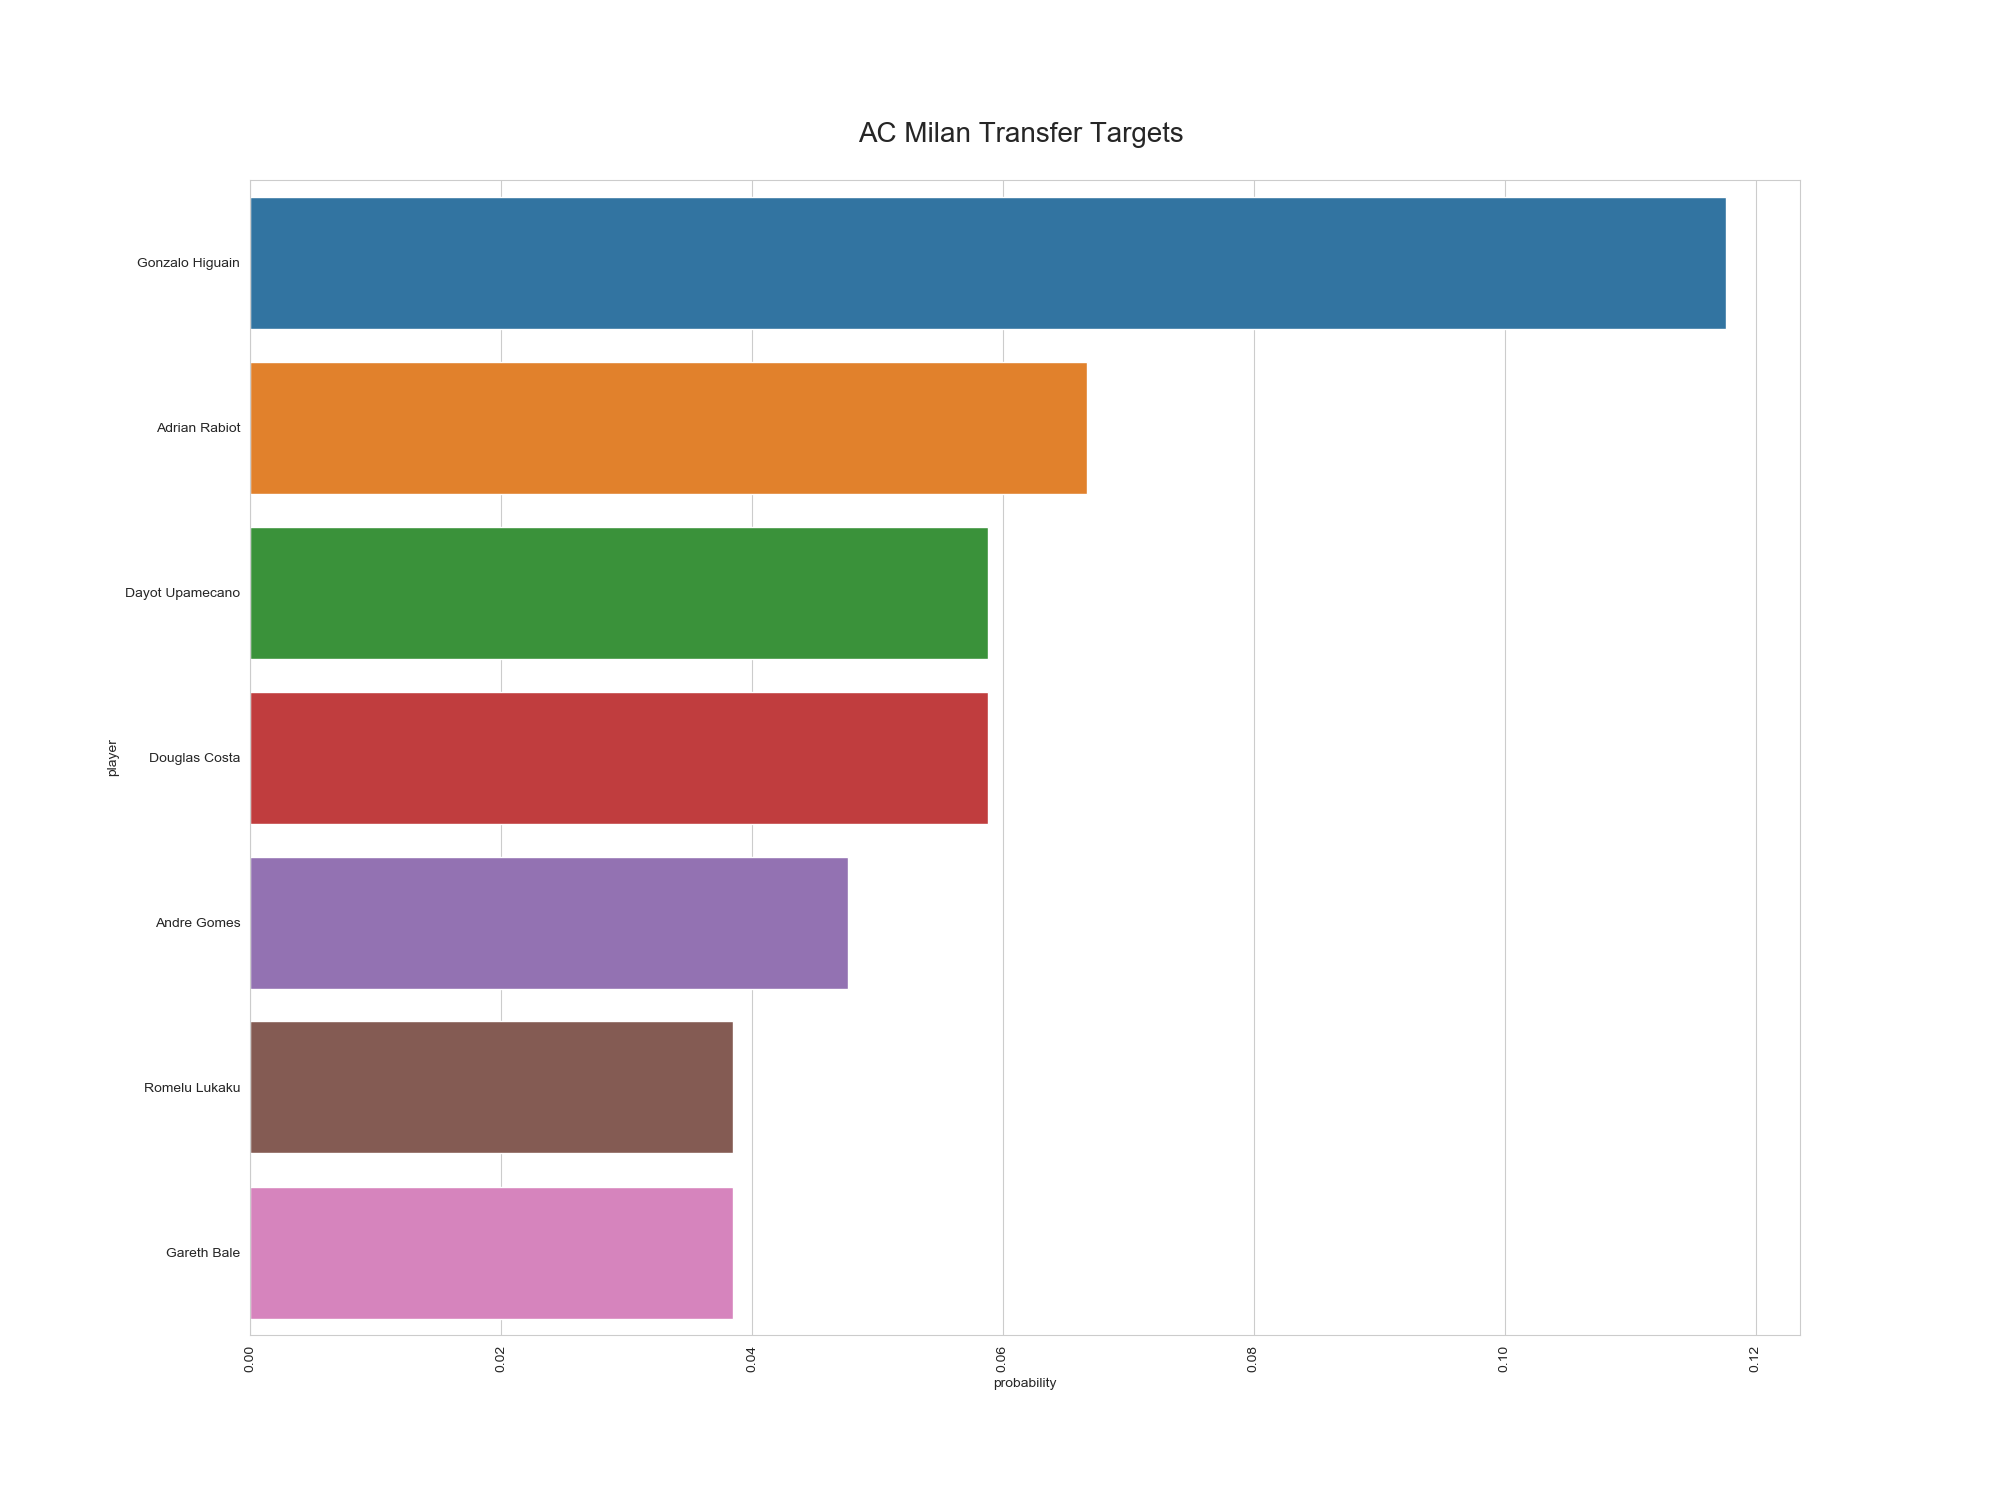 AC Milan Transfer Targets
Gonzalo Higuain
Adrian Rabiot
Dayot Upamecano
Douglas Costa
Andre Gomes
Romelu Lukaku
Gareth Bale
player
0.00
0.02
0.04
0.06
0.08
0.10
0.12
probability